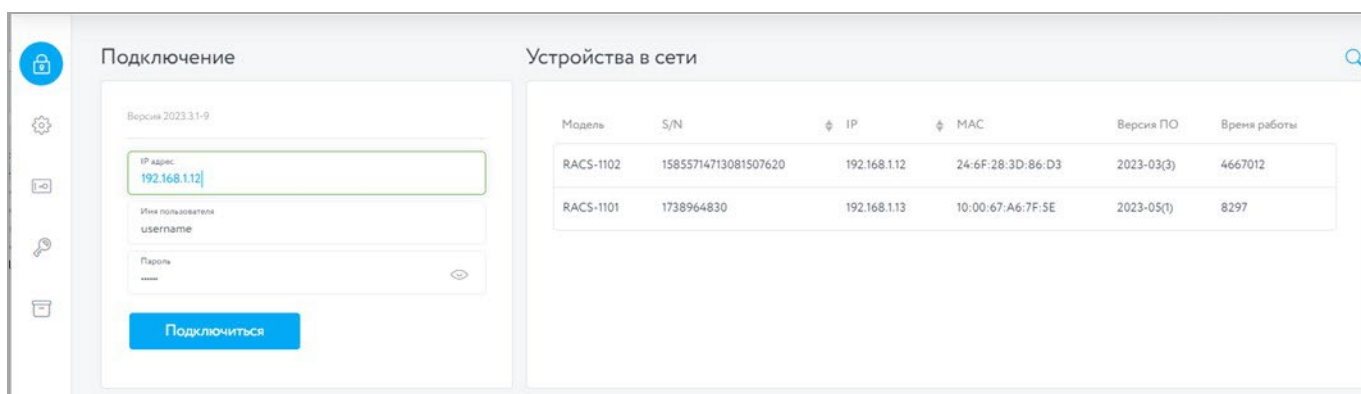 Подключение
Версия 2023.3.1-9
IP адрес
192.168.1.12
Имя пользователя
username
Пароль
••••••
Подключиться
Устройства в сети
Модель S/N IP MAC Версия ПО Время работы
RACS-1102 15855714713081507620 192.168.1.12 24:6F:28:3D:86:D3 2023-03(3) 4667012
RACS-1101 1738964830 192.168.1.13 10:00:67:A6:7F:5E 2023-05(1) 8297